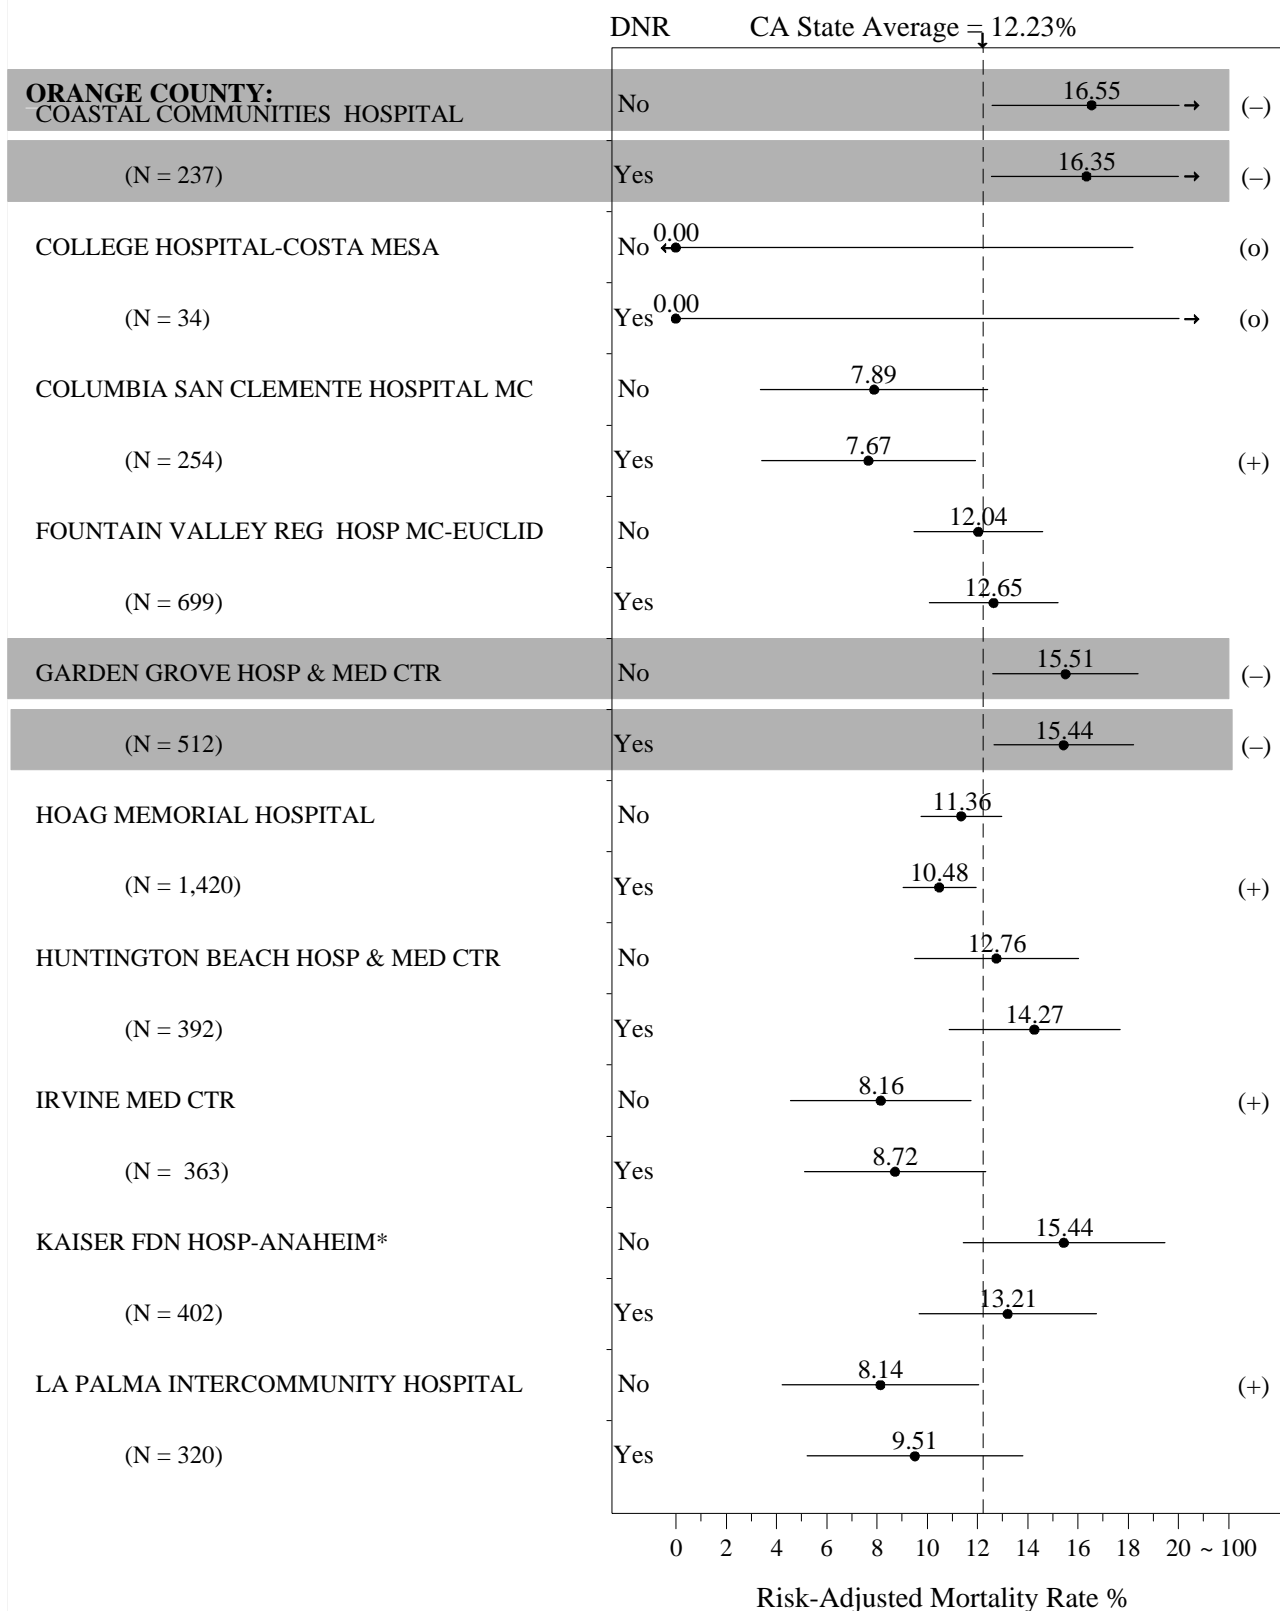 DNR CA State Average = 12.23%
ORANGE COUNTY:
COASTAL COMMUNITIES HOSPITAL No 16.55 (–)
(N = 237) Yes 16.35 (–)
COLLEGE HOSPITAL-COSTA MESA No 0.00 (o)
(N = 34) Yes 0.00 (o)
COLUMBIA SAN CLEMENTE HOSPITAL MC No 7.89
(N = 254) Yes 7.67 (+)
FOUNTAIN VALLEY REG HOSP MC-EUCLID No 12.04
(N = 699) Yes 12.65
GARDEN GROVE HOSP & MED CTR No 15.51 (–)
(N = 512) Yes 15.44 (–)
HOAG MEMORIAL HOSPITAL No 11.36
(N = 1,420) Yes 10.48 (+)
HUNTINGTON BEACH HOSP & MED CTR No 12.76
(N = 392) Yes 14.27
IRVINE MED CTR No 8.16 (+)
(N = 363) Yes 8.72
KAISER FDN HOSP-ANAHEIM* No 15.44
(N = 402) Yes 13.21
LA PALMA INTERCOMMUNITY HOSPITAL No 8.14 (+)
(N = 320) Yes 9.51
0 2 4 6 8 10 12 14 16 18 20 ~ 100
Risk-Adjusted Mortality Rate %